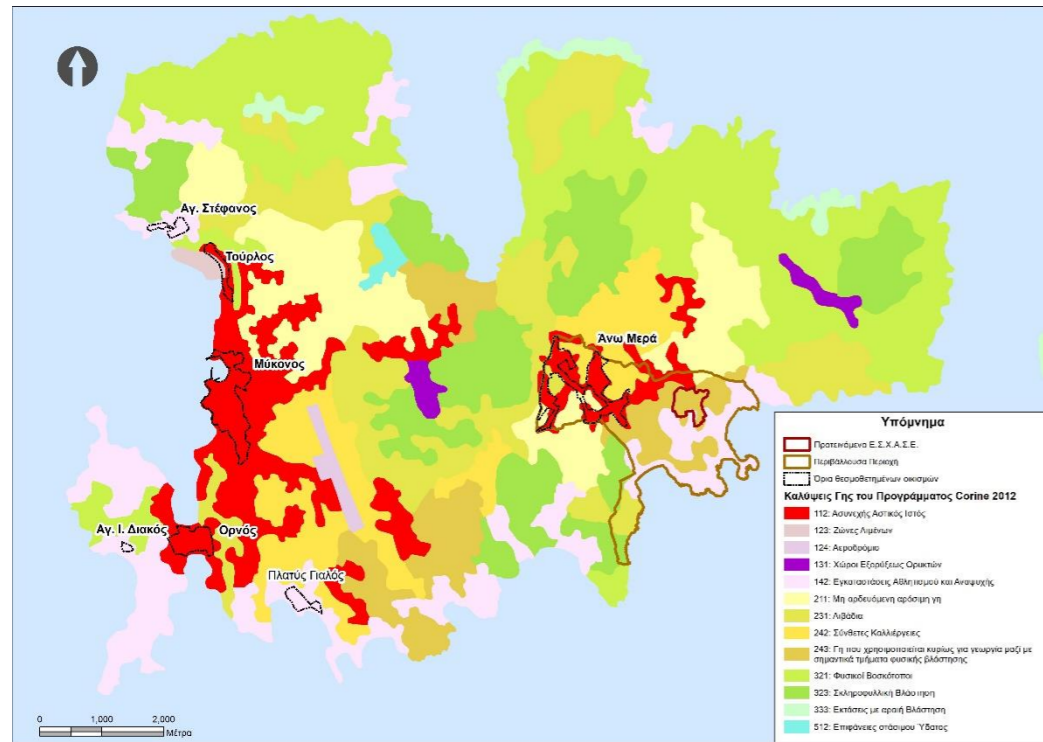 Αγ. Στέφανος
Τούρλος
Μύκονος
Άνω Μερά
Αγ. Ι. Διακός
Ορνός
Πλατύς Γιαλός
0 1,000 2,000
Μέτρα
Υπόμνημα
Προτεινόμενα Ε.Σ.Χ.Α.Σ.Ε.
Περιβάλλουσα Περιοχή
Όρια θεσμοθετημένων οικισμών
Καλύψεις Γης του Προγράμματος Corine 2012
112: Ασυνεχής Αστικός Ιστός
123: Ζώνες Λιμένων
124: Αεροδρόμιο
131: Χώροι Εξορύξεως Ορυκτών
142: Εγκαταστάσεις Αθλητισμού και Αναψυχής
211: Μη αρδευόμενη αρόσιμη γη
231: Λιβάδια
242: Σύνθετες Καλλιέργειες
243: Γη που χρησιμοποιείται κυρίως για γεωργία μαζί με
σημαντικά τμήματα φυσικής βλάστησης
321: Φυσικοί Βοσκότοποι
323: Σκληροφυλλική Βλάστηση
333: Εκτάσεις με αραιή Βλάστηση
512: Επιφάνειες στάσιμου Ύδατος